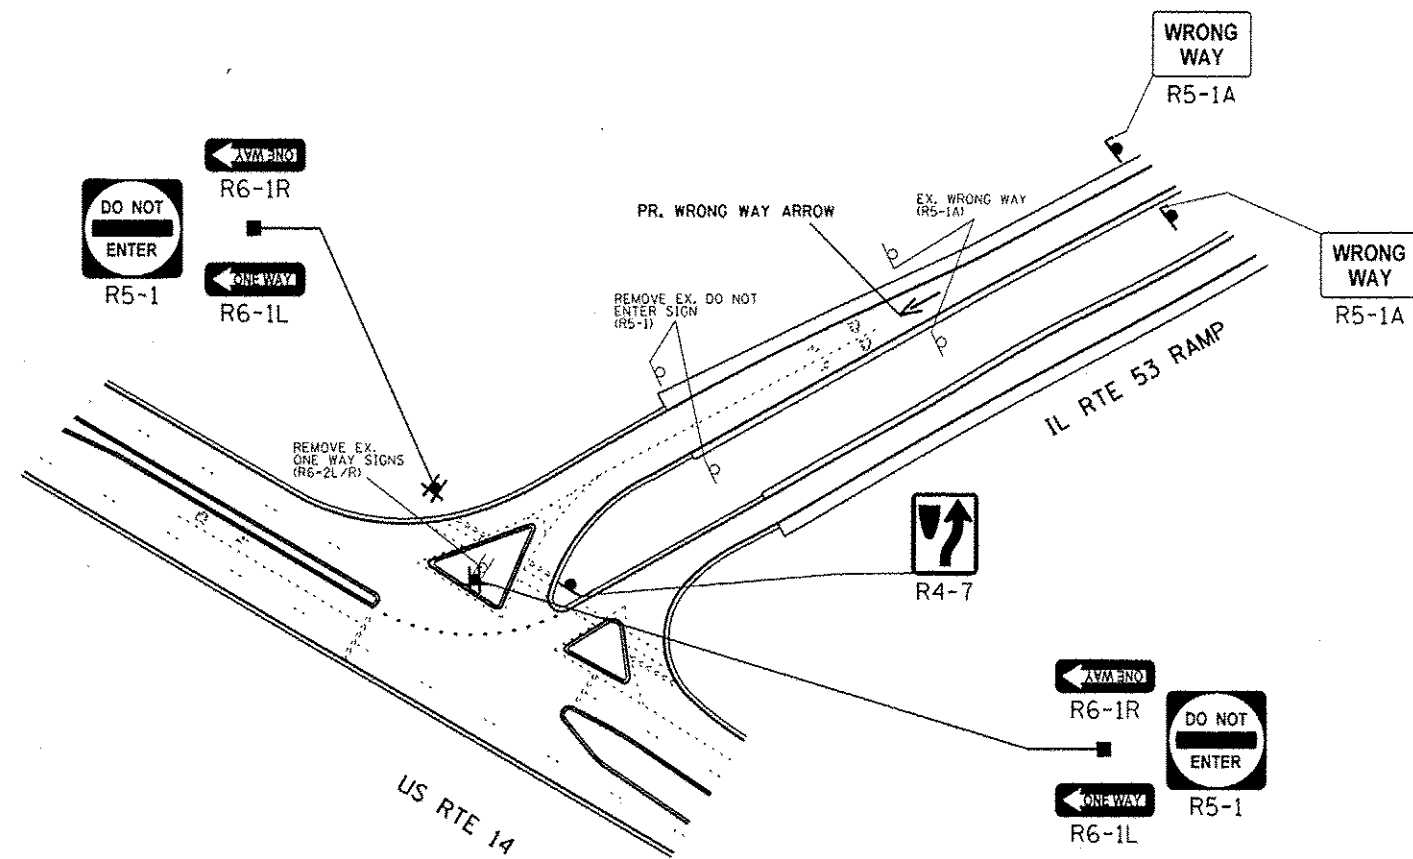 WRONG
WAY
R5-1A
ONE WAY
R6-1R
DO NOT
ENTER
R5-1
ONE WAY
R6-1L
PR. WRONG WAY ARROW
EX. WRONG WAY
(R5-1A)
WRONG
WAY
R5-1A
REMOVE EX. DO NOT
ENTER SIGN
(R5-1)
IL RTE 53 RAMP
REMOVE EX.
ONE WAY SIGNS
(R6-2L/R)
R4-7
ONE WAY
R6-1R
DO NOT
ENTER
R5-1
ONE WAY
R6-1L
US RTE 14